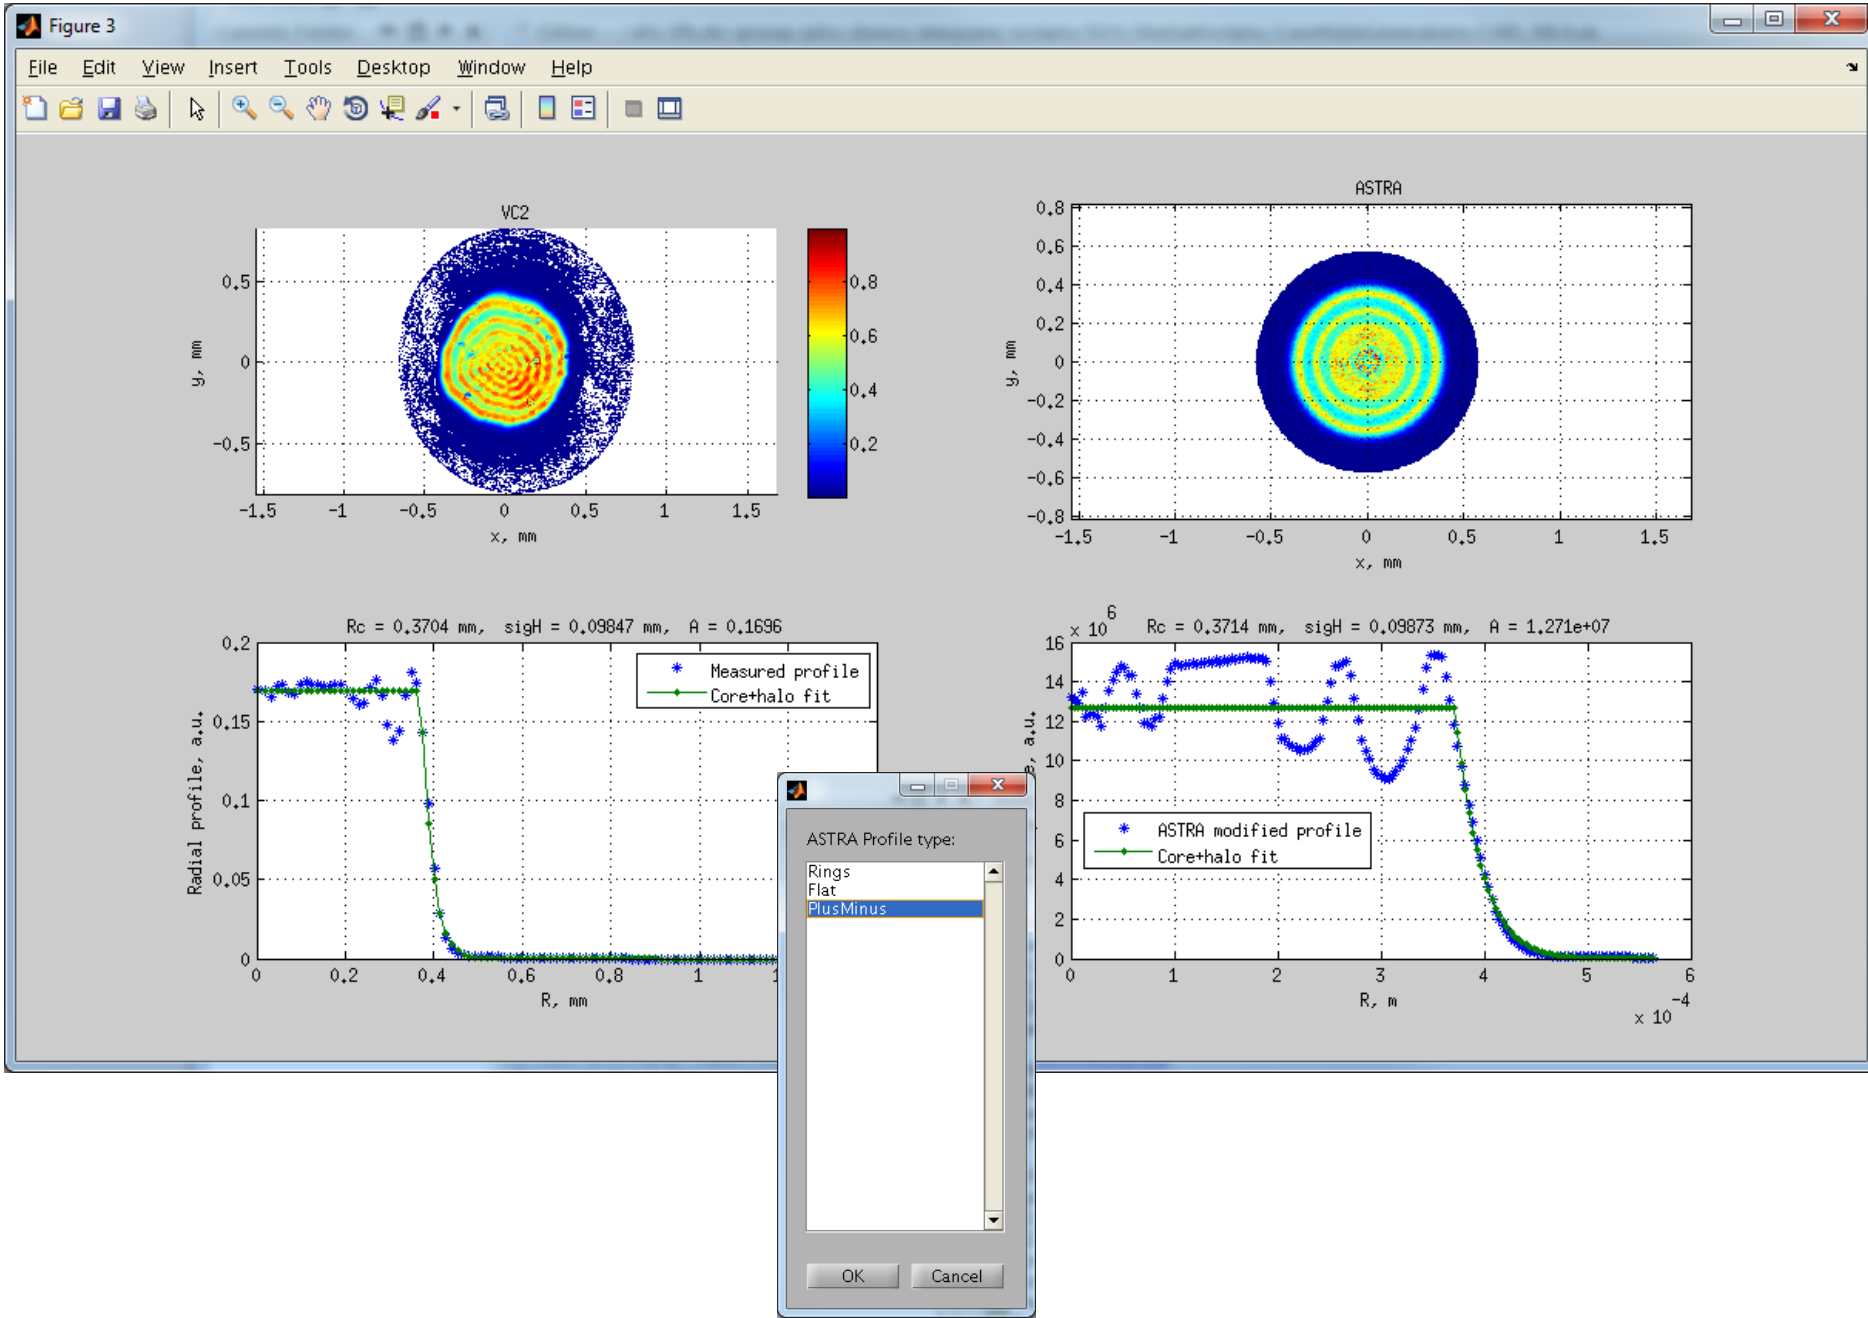 Figure 3
File Edit View Insert Tools Desktop Window Help
VC2
0.5
0
-0.5
y, mm
-1.5 -1 -0.5 0 0.5 1 1.5
x, mm
0.8
0.6
0.4
0.2
ASTRA
0.8
0.6
0.4
0.2
0
-0.2
-0.4
-0.6
-0.8
y, mm
-1.5 -1 -0.5 0 0.5 1 1.5
x, mm
Rc = 0.3704 mm, sigH = 0.09847 mm, A = 0.1696
0.2
0.15
0.1
0.05
0
Radial profile, a.u.
Measured profile
Core+halo fit
0 0.2 0.4 0.6 0.8 1
R, mm
x 10 6
Rc = 0.3714 mm, sigH = 0.09873 mm, A = 1.271e+07
16
14
12
10
8
6
4
2
0
e, a.u.
ASTRA modified profile
Core+halo fit
0 1 2 3 4 5 6
R, m
x 10 -4
ASTRA Profile type:
Rings
Flat
PlusMinus
OK Cancel